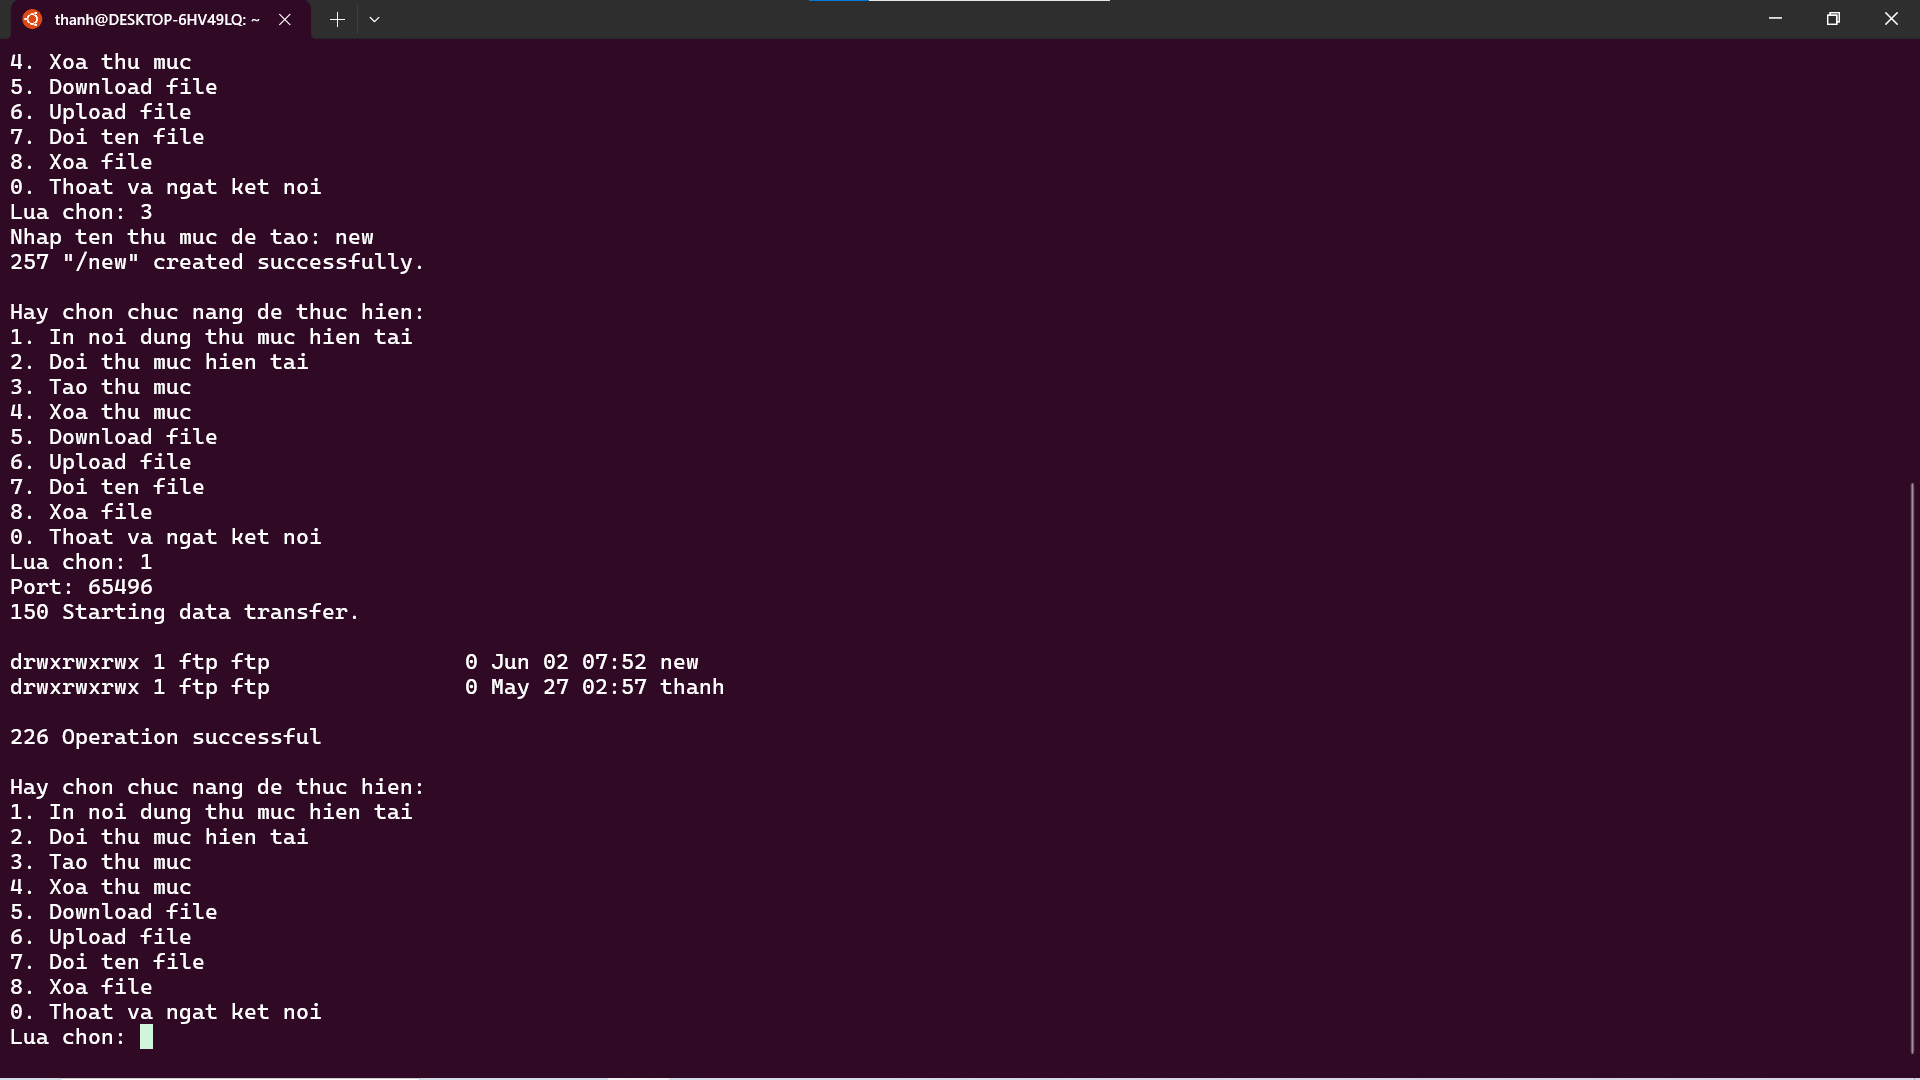 thanh@DESKTOP-6HV49LQ: ~
4. Xoa thu muc
5. Download file
6. Upload file
7. Doi ten file
8. Xoa file
0. Thoat va ngat ket noi
Lua chon: 3
Nhap ten thu muc de tao: new
257 "/new" created successfully.
Hay chon chuc nang de thuc hien:
1. In noi dung thu muc hien tai
2. Doi thu muc hien tai
3. Tao thu muc
4. Xoa thu muc
5. Download file
6. Upload file
7. Doi ten file
8. Xoa file
0. Thoat va ngat ket noi
Lua chon: 1
Port: 65496
150 Starting data transfer.
drwxrwxrwx 1 ftp ftp               0 Jun 02 07:52 new
drwxrwxrwx 1 ftp ftp               0 May 27 02:57 thanh
226 Operation successful
Hay chon chuc nang de thuc hien:
1. In noi dung thu muc hien tai
2. Doi thu muc hien tai
3. Tao thu muc
4. Xoa thu muc
5. Download file
6. Upload file
7. Doi ten file
8. Xoa file
0. Thoat va ngat ket noi
Lua chon: